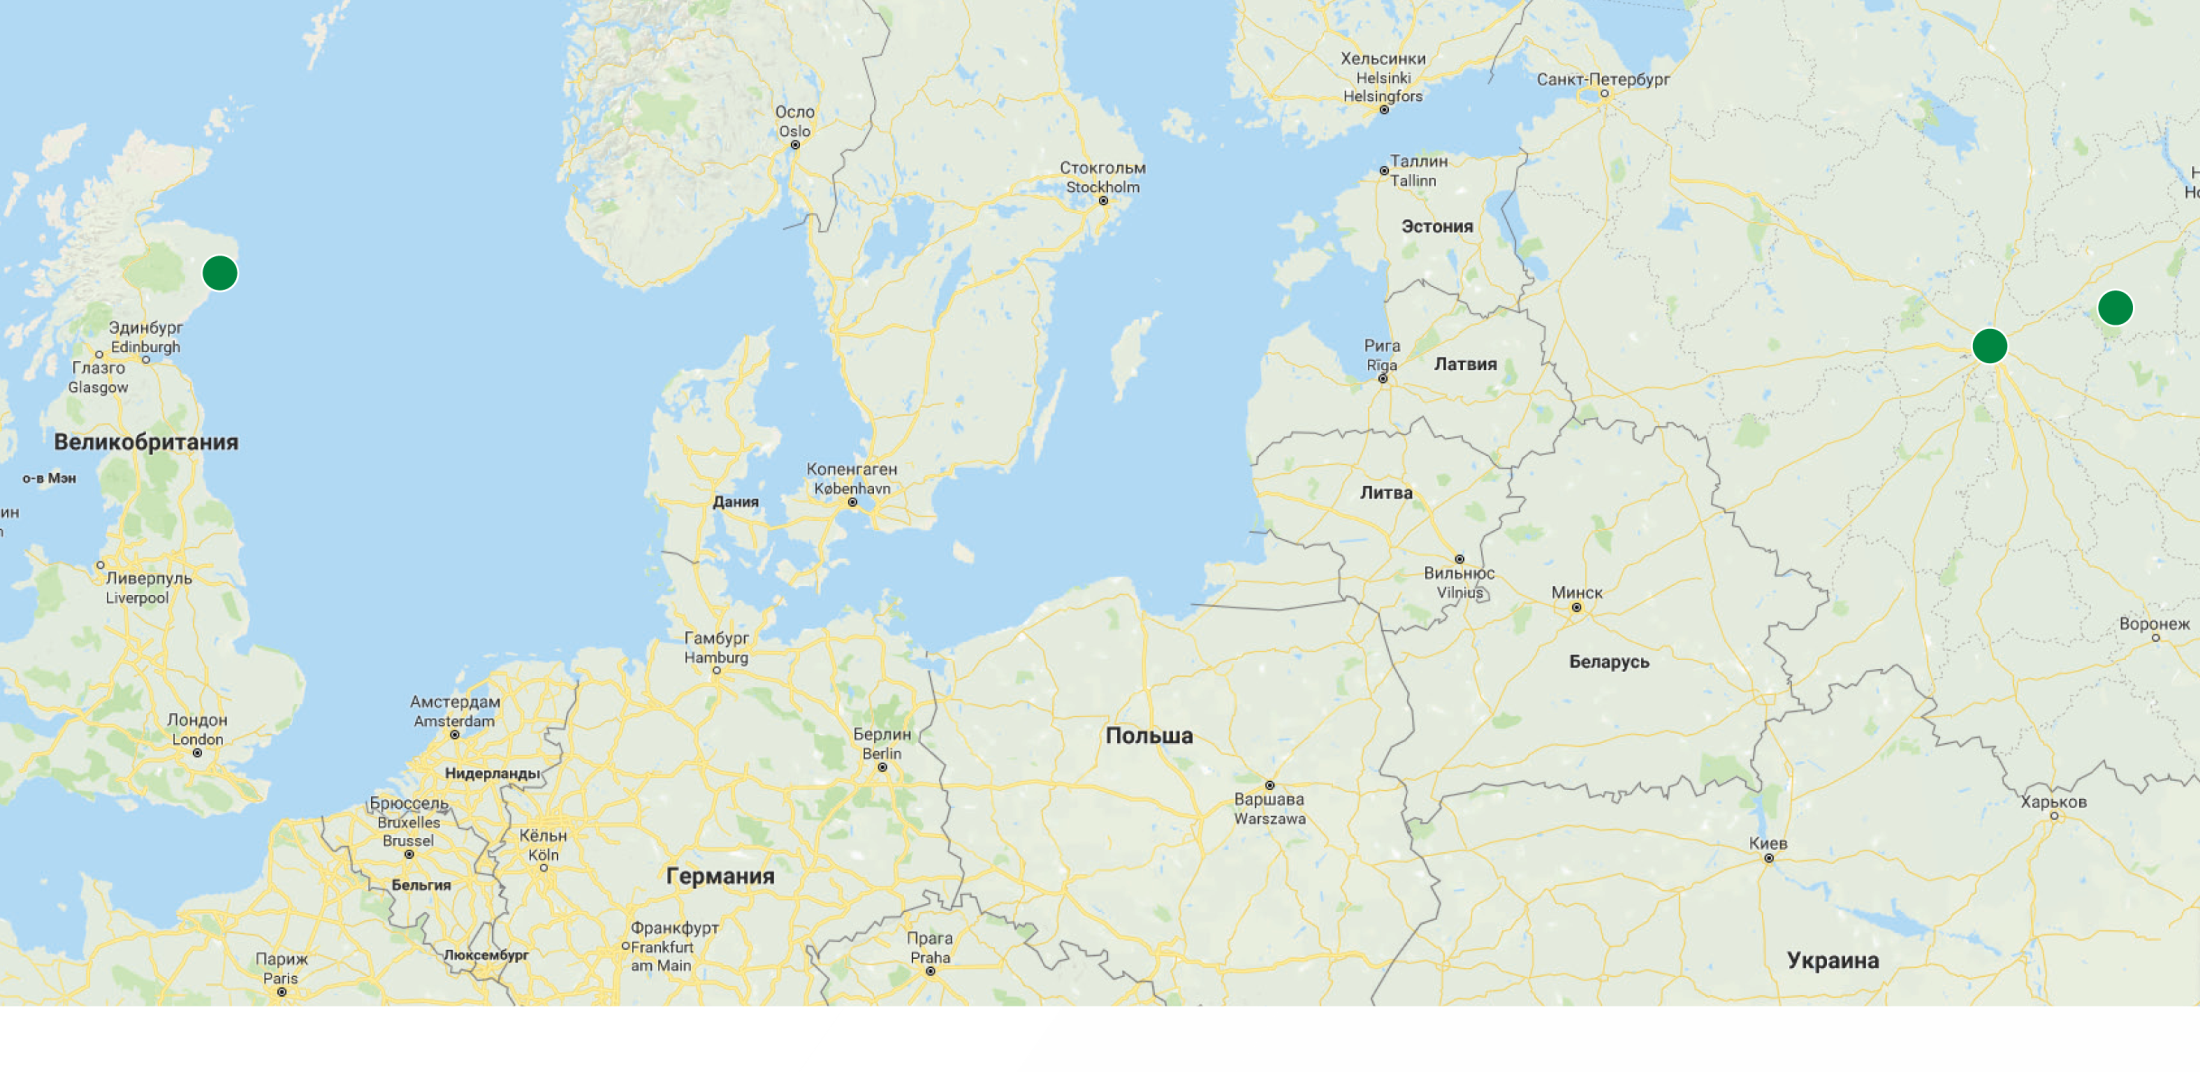 Хельсинки
Helsinki
Helsingfors
Санкт-Петербург
Осло
Oslo
Стокгольм
Stockholm
Таллин
Tallinn
Эстония
Эдинбург
Edinburgh
Глазго
Glasgow
Рига
Rīga
Латвия
Великобритания
о-в Мэн
Копенгаген
København
Дания
Литва
Вильнюс
Vilnius
Минск
Ливерпуль
Liverpool
Воронеж
Гамбург
Hamburg
Беларусь
Амстердам
Amsterdam
Лондон
London
Берлин
Berlin
Польша
Нидерланды
Варшава
Warszawa
Брюссель
Bruxelles
Brussel
Харьков
Кёльн
Köln
Киев
Германия
Бельгия
Франкфурт
Frankfurt
am Main
Прага
Praha
Люксембург
Париж
Paris
Украина